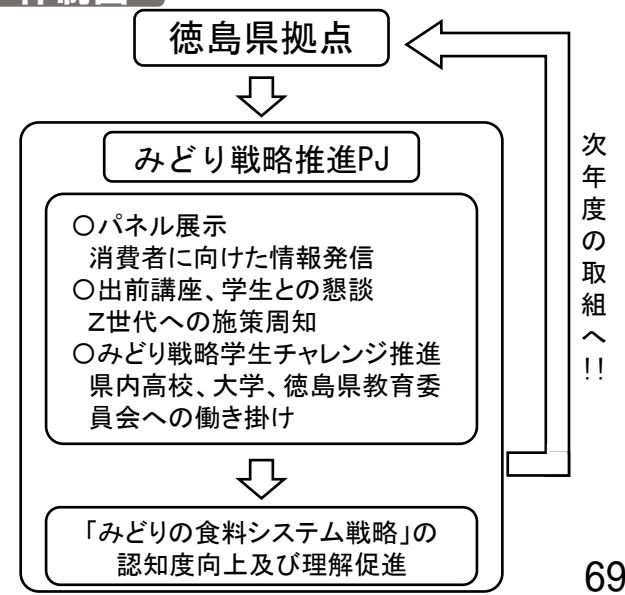 徳島県拠点
みどり戦略推進PJ
○パネル展示
消費者に向けた情報発信
○出前講座、学生との懇談
Z世代への施策周知
○みどり戦略学生チャレンジ推進
県内高校、大学、徳島県教育委
員会への働き掛け
「みどりの食料システム戦略」の
認知度向上及び理解促進
次年度の取組へ!!
69